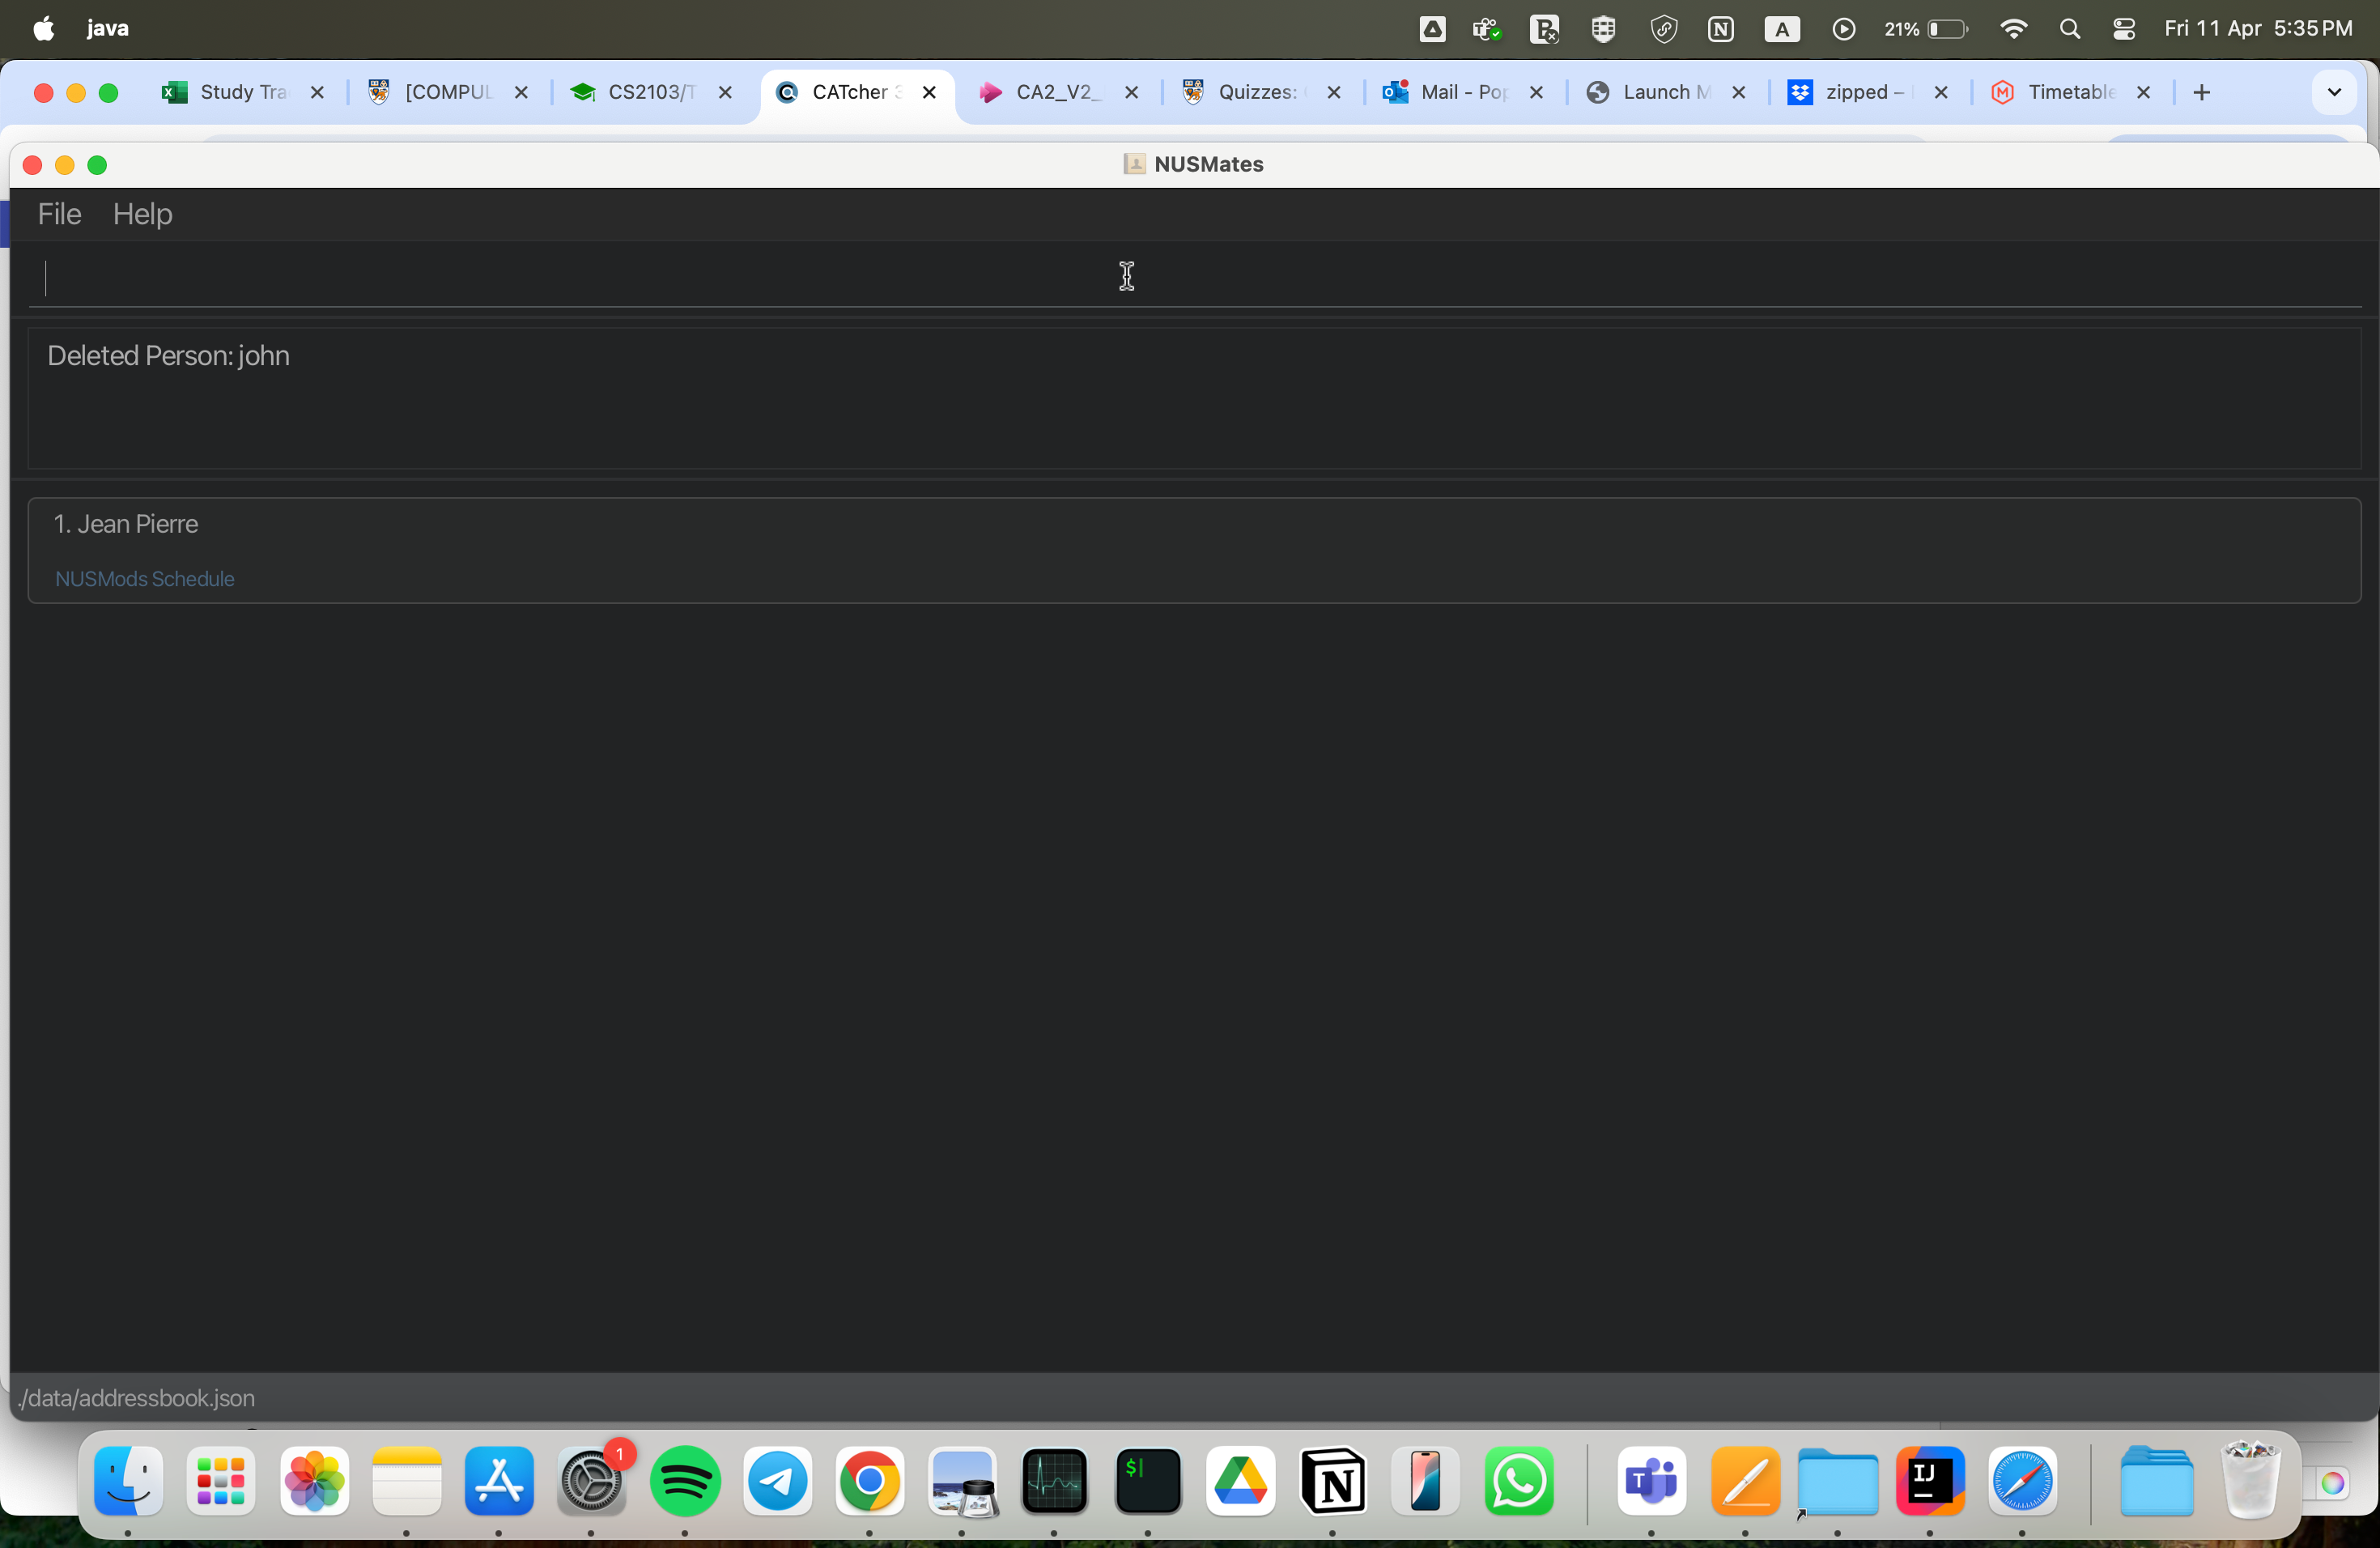 java
21%
Fri 11 Apr 5:35 PM
Study Tra
[COMPUL
CS2103/T
CATcher
CA2_V2_
Quizzes:
Mail - Pop
Launch M
zipped –
Timetable
NUSMates
File Help
Deleted Person: john
1. Jean Pierre
NUSMods Schedule
./data/addressbook.json
1